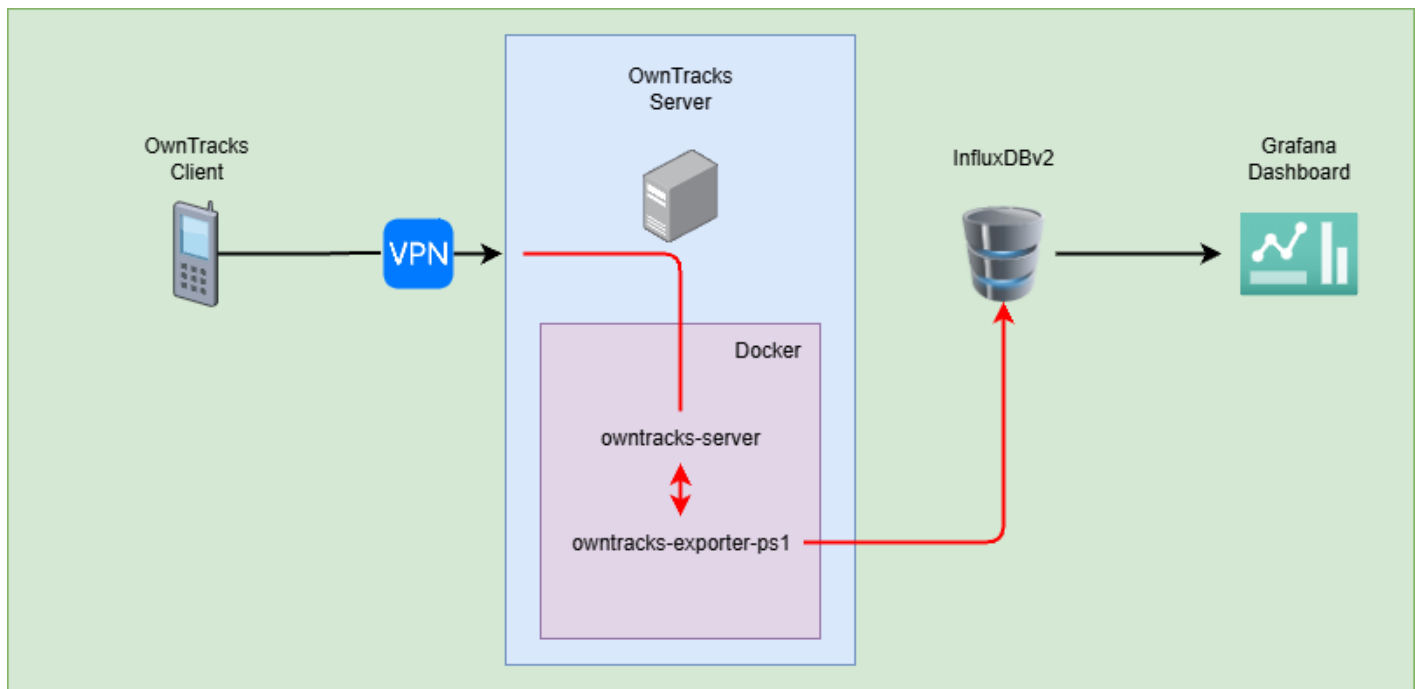 OwnTracks
Client
VPN
OwnTracks
Server
Docker
owntracks-server
owntracks-exporter-ps1
InfluxDBv2
Grafana
Dashboard